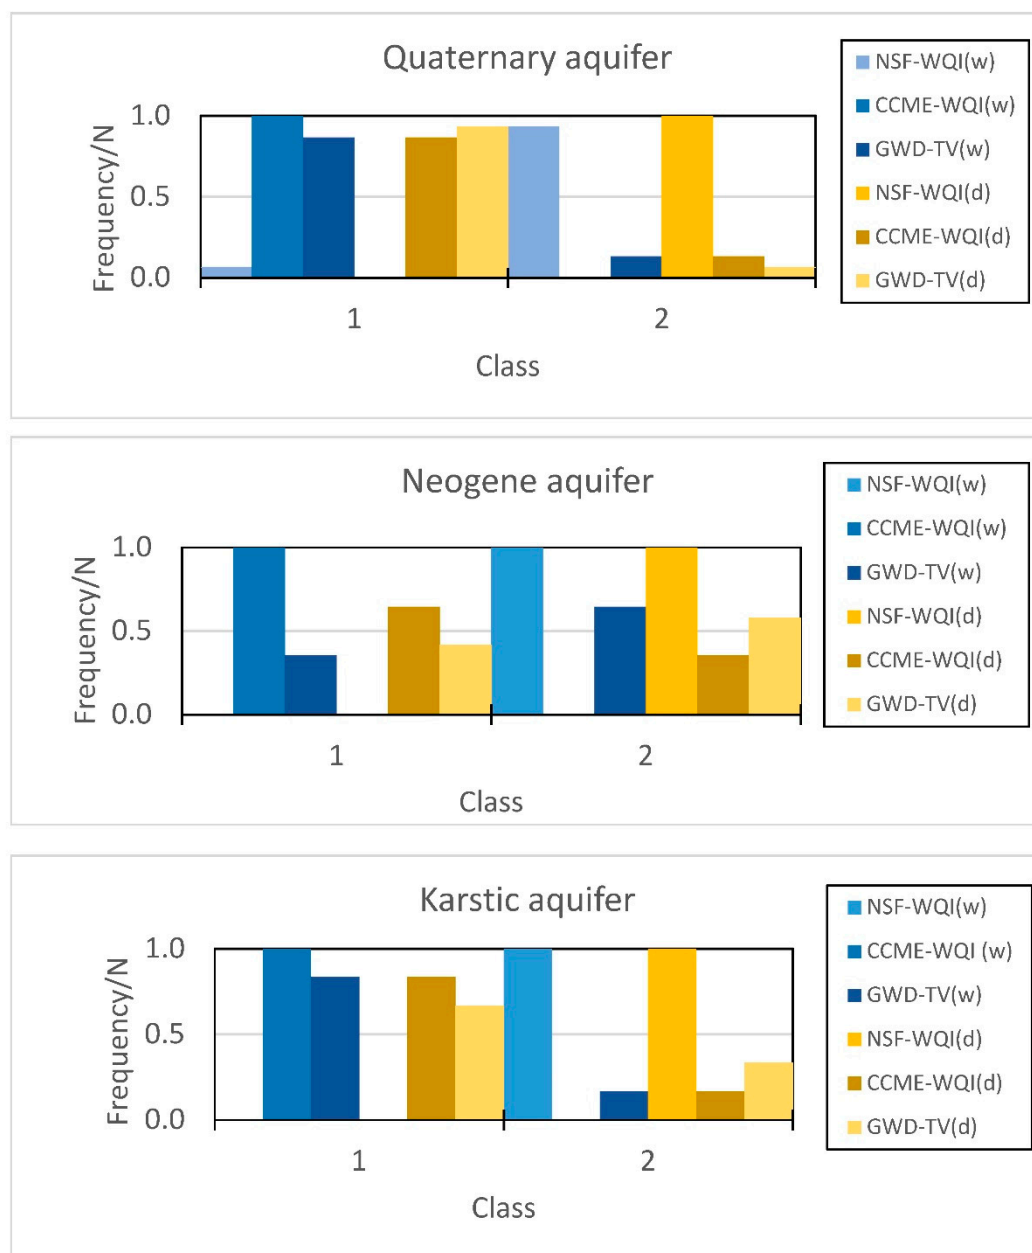 Quaternary aquifer
Frequency/N
1.0
0.5
0.0
1
2
Class
NSF-WQI(w)
CCME-WQI(w)
GWD-TV(w)
NSF-WQI(d)
CCME-WQI(d)
GWD-TV(d)
Neogene aquifer
Frequency/N
1.0
0.5
0.0
1
2
Class
NSF-WQI(w)
CCME-WQI(w)
GWD-TV(w)
NSF-WQI(d)
CCME-WQI(d)
GWD-TV(d)
Karstic aquifer
Frequency/N
1.0
0.5
0.0
1
2
Class
NSF-WQI(w)
CCME-WQI (w)
GWD-TV(w)
NSF-WQI(d)
CCME-WQI(d)
GWD-TV(d)